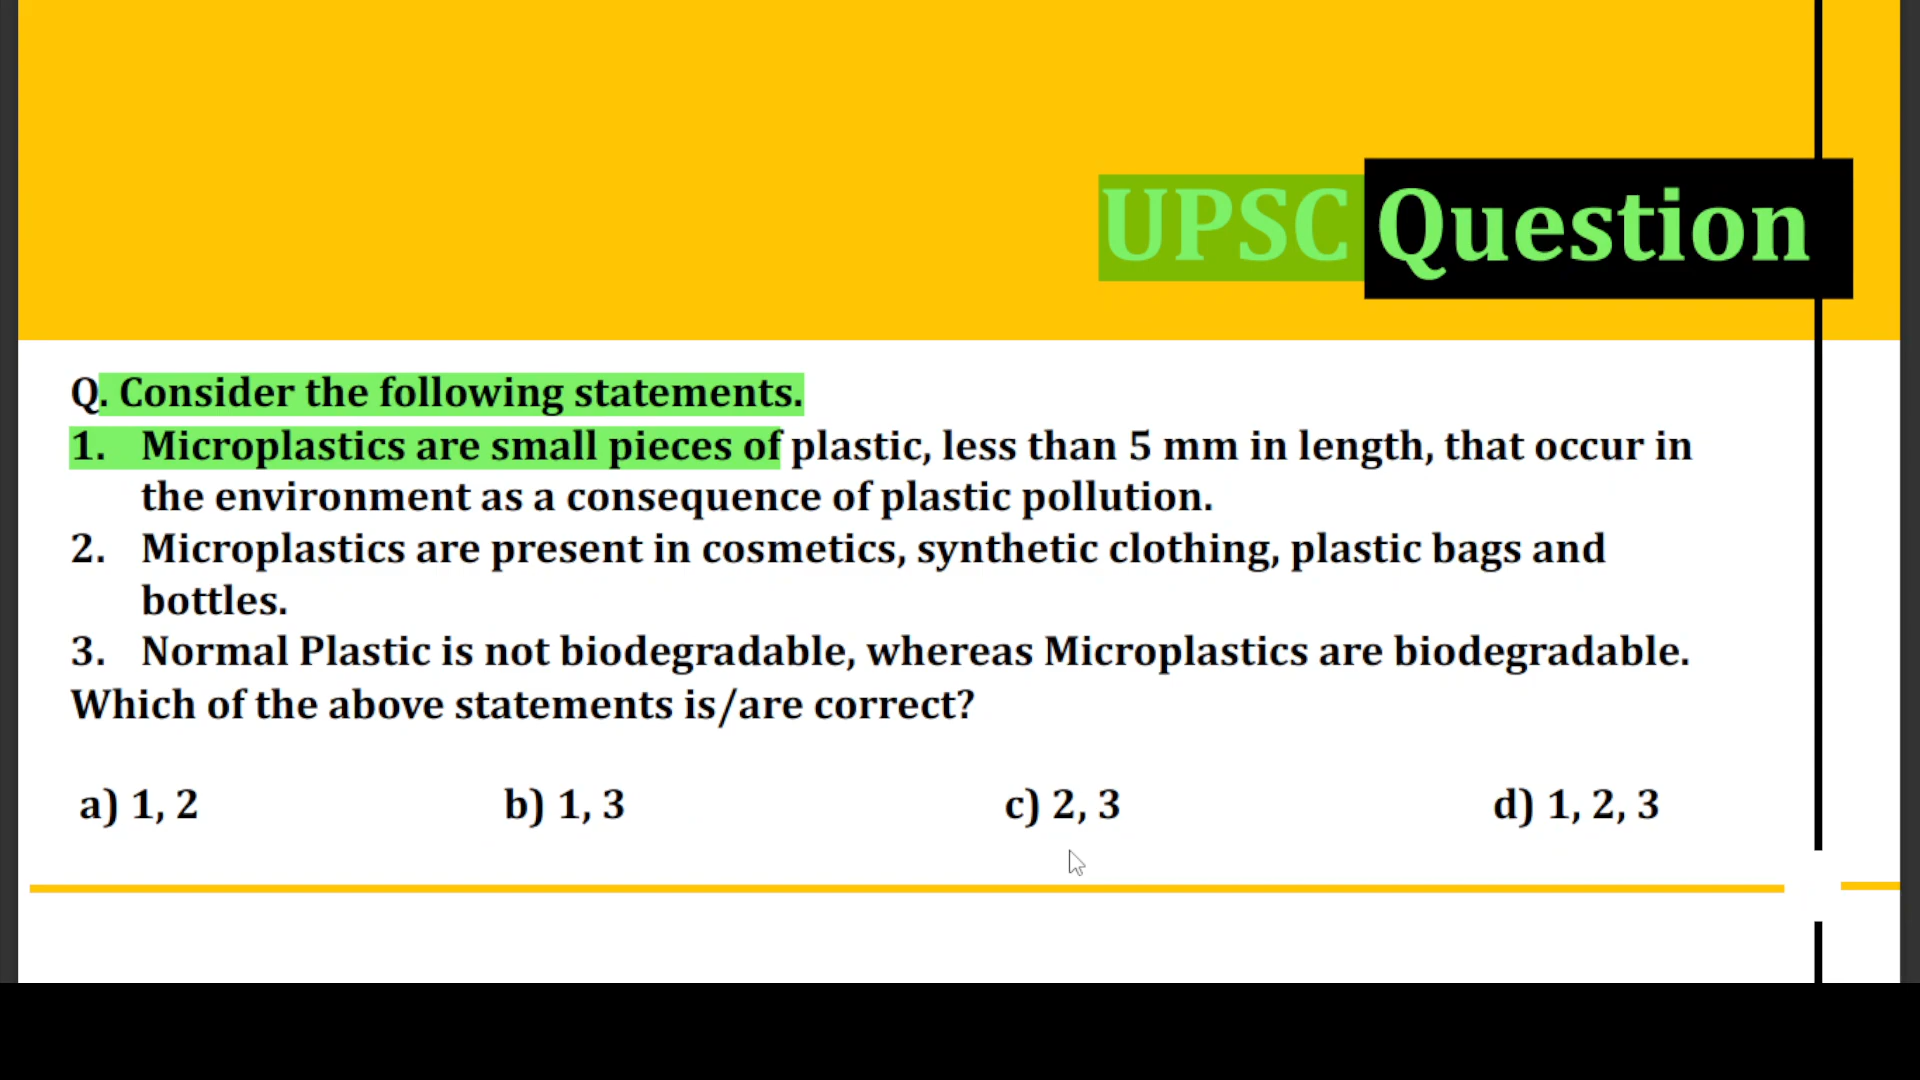 UPSC Question
Q. Consider the following statements.
1. Microplastics are small pieces of plastic, less than 5 mm in length, that occur in
the environment as a consequence of plastic pollution.
2. Microplastics are present in cosmetics, synthetic clothing, plastic bags and
bottles.
3. Normal Plastic is not biodegradable, whereas Microplastics are biodegradable.
Which of the above statements is/are correct?
a) 1, 2 b) 1, 3 c) 2, 3 d) 1, 2, 3